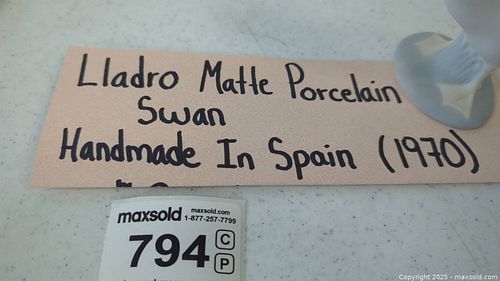 Lladro Matte Porcelain
Swan
Handmade In Spain (1970)
maxsold maxsold.com
1-877-257-7799
794 C
P
Copyright © 2025 - maxsold.com